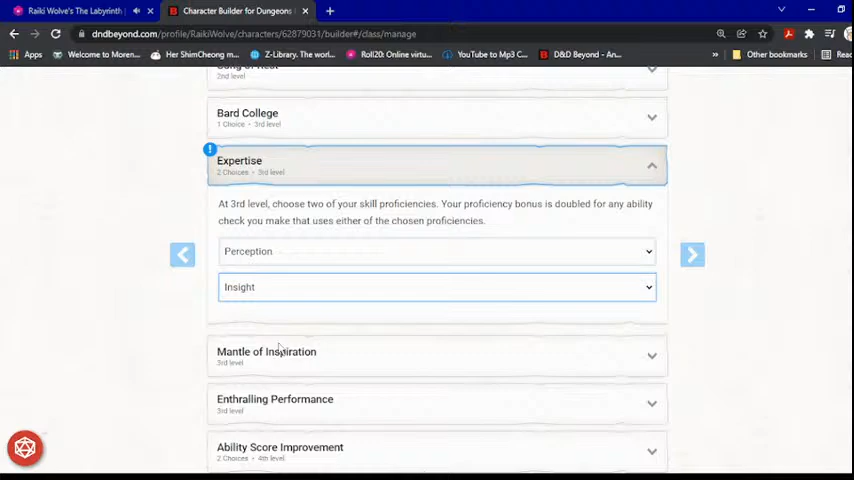 Raiki Wolve's The Labyrinth |
Character Builder for Dungeons
dndbeyond.com/profile/RaikiWolve/characters/62879031/builder#/class/manage
Apps
Welcome to Moren...
Her ShimCheong mo...
Z-Library. The worl...
Roll20: Online virtu...
YouTube to Mp3 C...
D&D Beyond - An...
»
Other bookmarks
2nd level
Bard College
1 Choice • 3rd level
Expertise
2 Choices • 3rd level
At 3rd level, choose two of your skill proficiencies. Your proficiency bonus is doubled for any ability
check you make that uses either of the chosen proficiencies.
Perception
Insight
Mantle of Inspiration
3rd level
Enthralling Performance
3rd level
Ability Score Improvement
2 Choices • 4th level